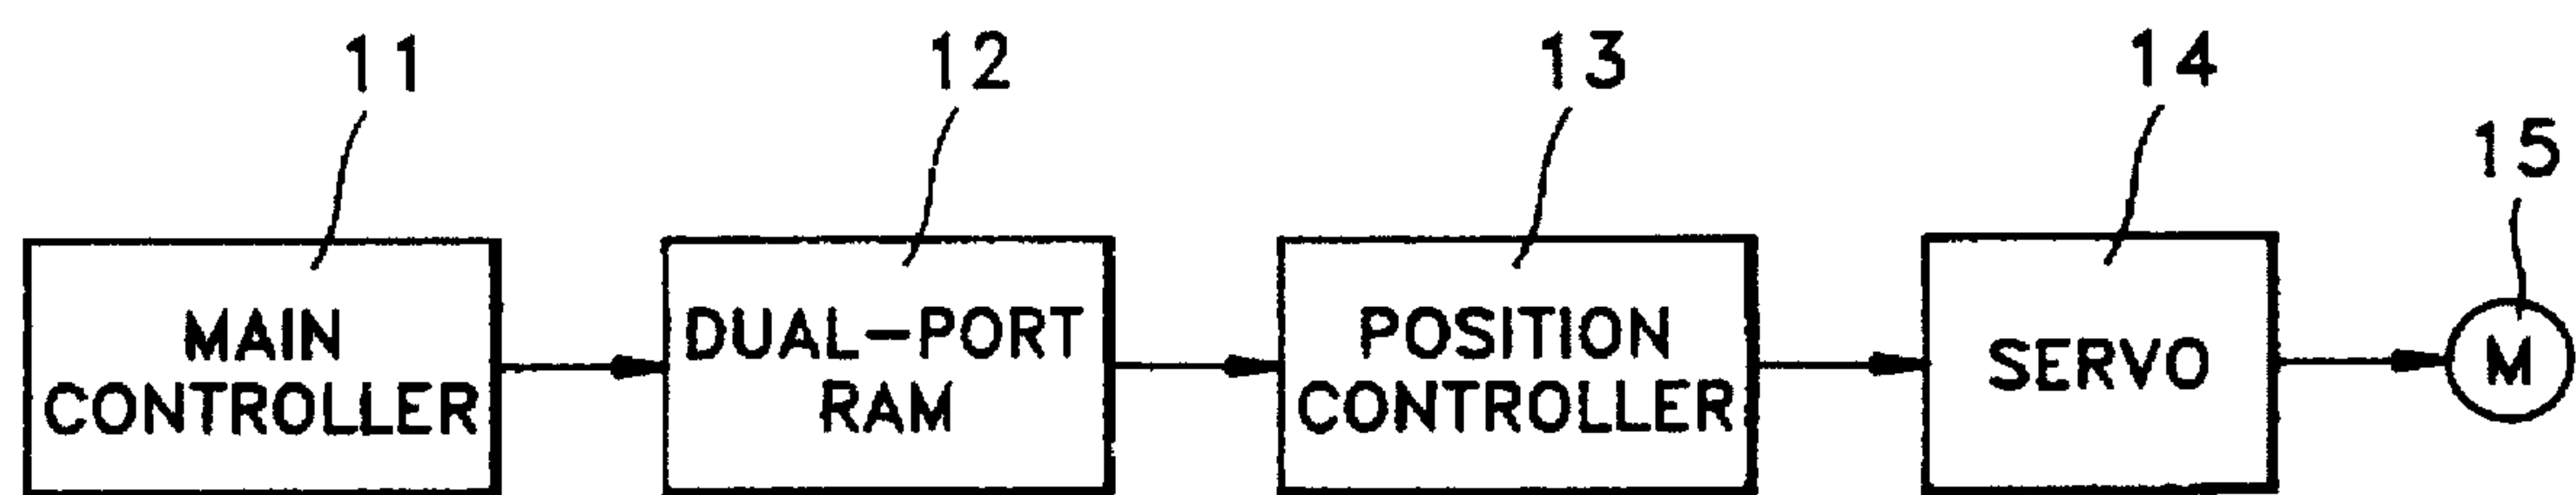 11
12
13
14
15
MAIN
CONTROLLER
DUAL-PORT
RAM
POSITION
CONTROLLER
SERVO
M